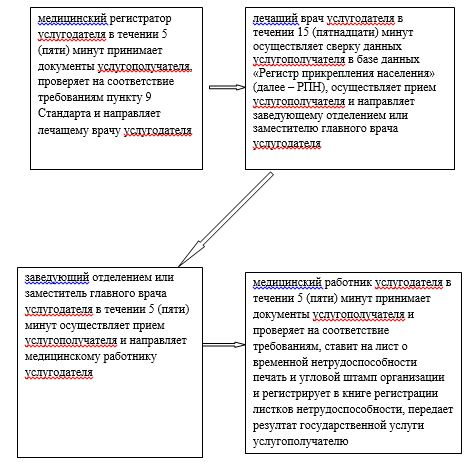 медицинский регистратор
услугодателя в течении 5
(пяти) минут принимает
документы услугополучателя,
проверяет на соответствие
требованиям пункту 9
Стандарта и направляет
лечащему врачу услугодателя
лечащий врач услугодателя в
течении 15 (пятнадцати) минут
осуществляет сверку данных
услугополучателя в базе данных
«Регистр прикрепления населения»
(далее – РПН), осуществляет прием
услугополучателя и направляет
заведующему отделением или
заместителю главного врача
услугодателя
заведующий отделением или
заместитель главного врача
услугодателя в течении 5 (пяти)
минут осуществляет прием
услугополучателя и направляет
медицинскому работнику
услугодателя
медицинский работник услугодателя в
течении 5 (пяти) минут принимает
документы услугополучателя и
проверяет на соответствие
требованиям, ставит на лист о
временной нетрудоспособности
печать и угловой штамп организации
и регистрирует в книге регистрации
листков нетрудоспособности, передает
резултат государственной услуги
услугополучателю